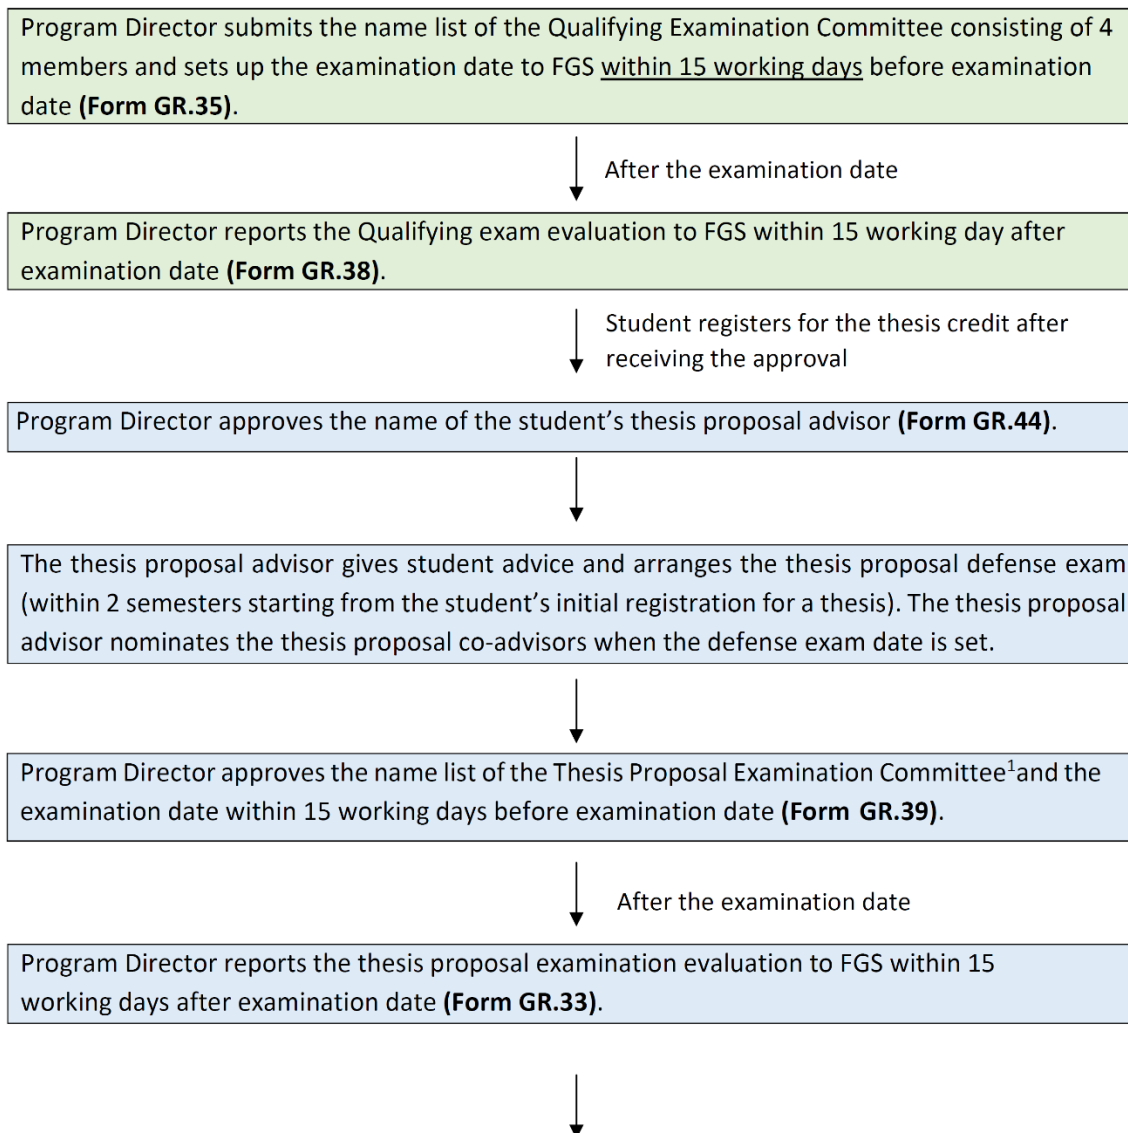 Program Director submits the name list of the Qualifying Examination Committee consisting of 4
members and sets up the examination date to FGS within 15 working days before examination
date (Form GR.35).
After the examination date
Program Director reports the Qualifying exam evaluation to FGS within 15 working day after
examination date (Form GR.38).
Student registers for the thesis credit after
receiving the approval
Program Director approves the name of the student’s thesis proposal advisor (Form GR.44).
The thesis proposal advisor gives student advice and arranges the thesis proposal defense exam
(within 2 semesters starting from the student’s initial registration for a thesis). The thesis proposal
advisor nominates the thesis proposal co-advisors when the defense exam date is set.
Program Director approves the name list of the Thesis Proposal Examination Committee¹and the
examination date within 15 working days before examination date (Form GR.39).
After the examination date
Program Director reports the thesis proposal examination evaluation to FGS within 15
working days after examination date (Form GR.33).